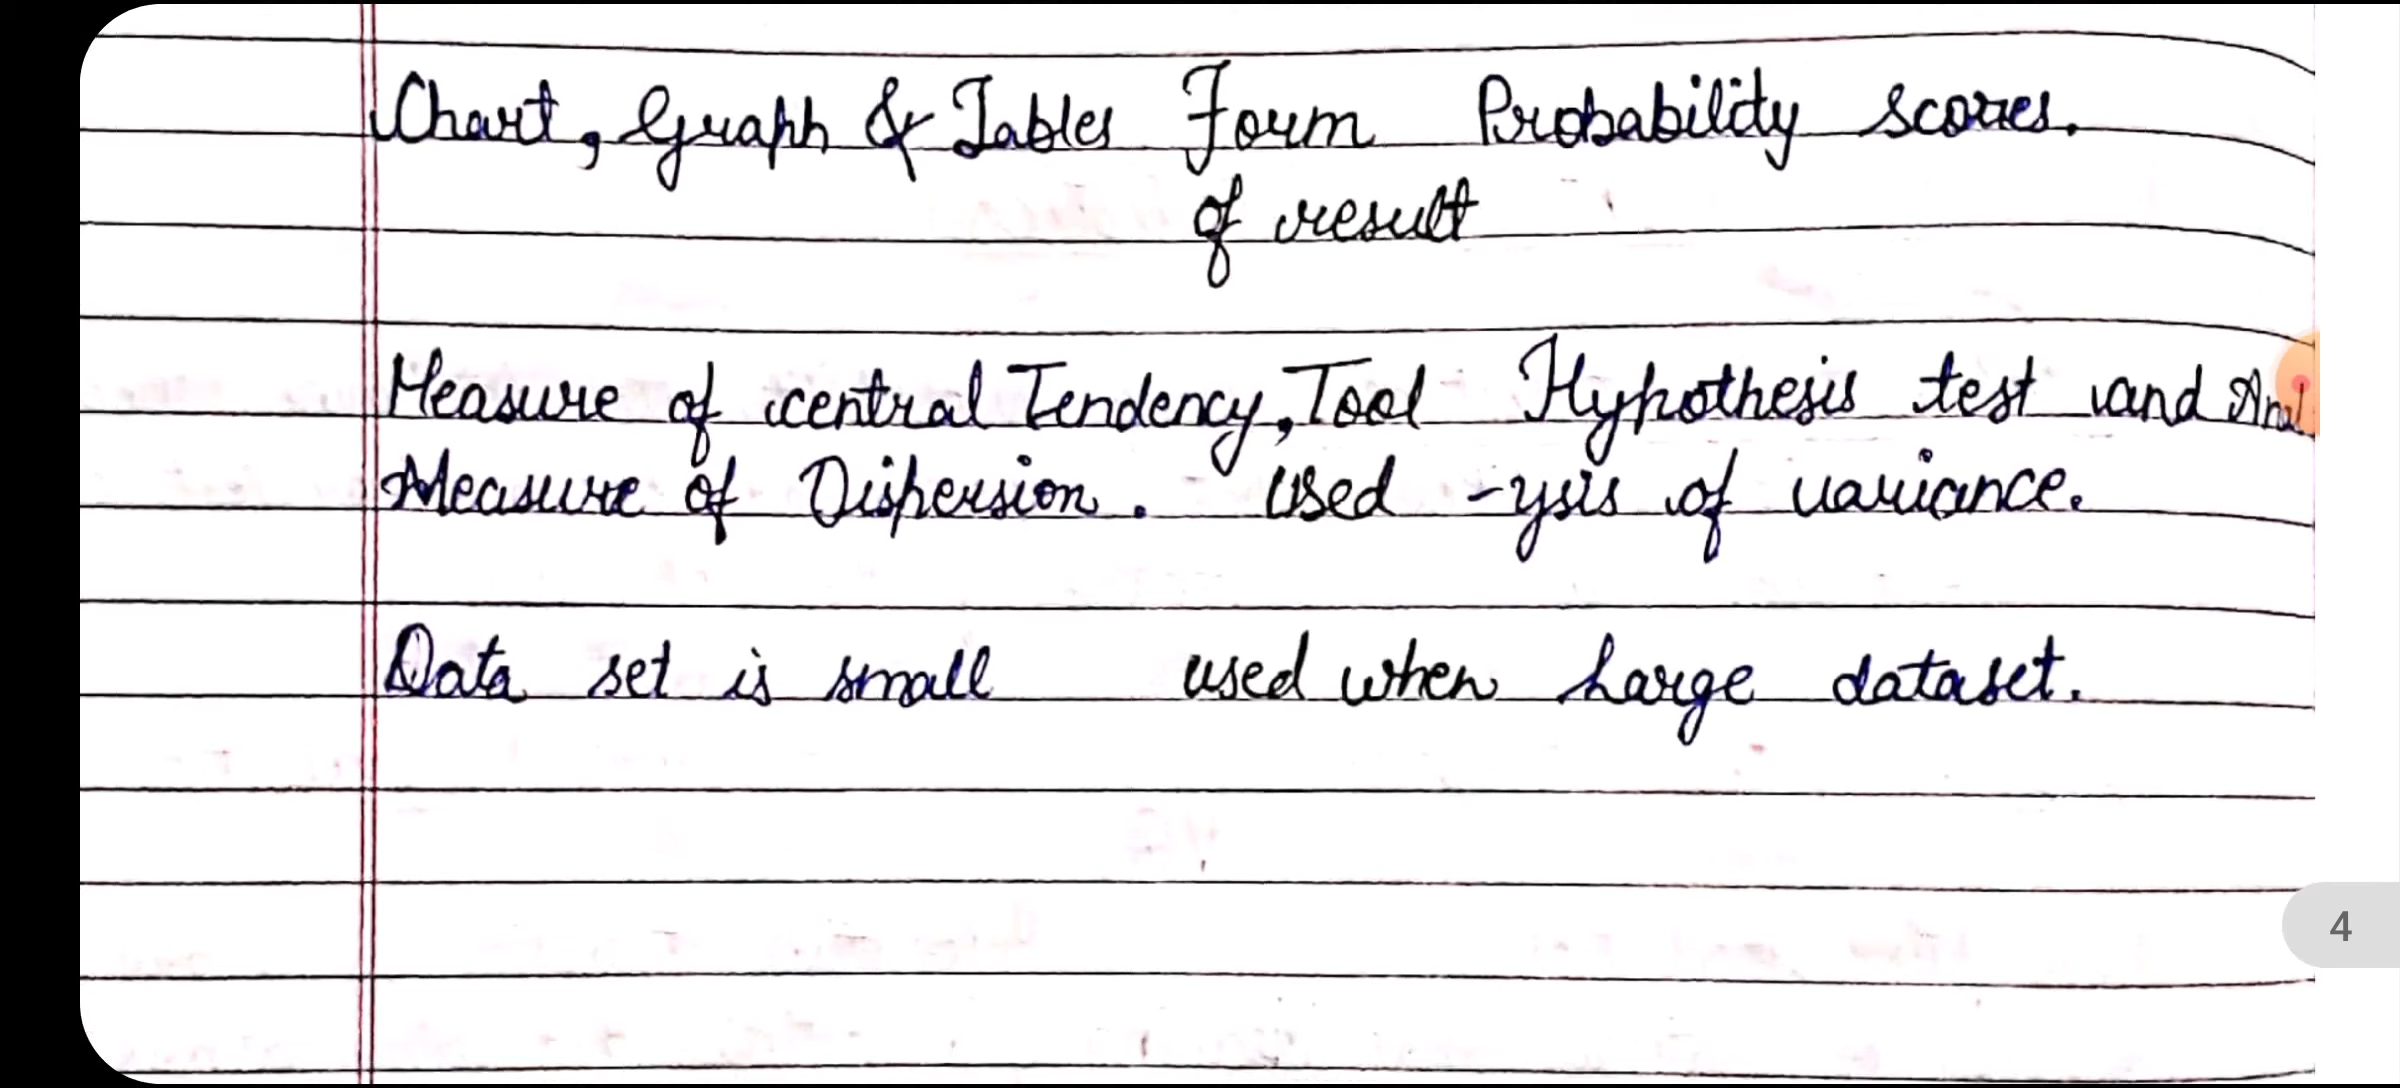 Chart, Graph & Tables Form Probability scores.
of result
Measure of central Tendency, Tool Hypothesis test and Anal
Measure of Dispersion. Used -ysis of variance.
Data set is small used when Large dataset.
4